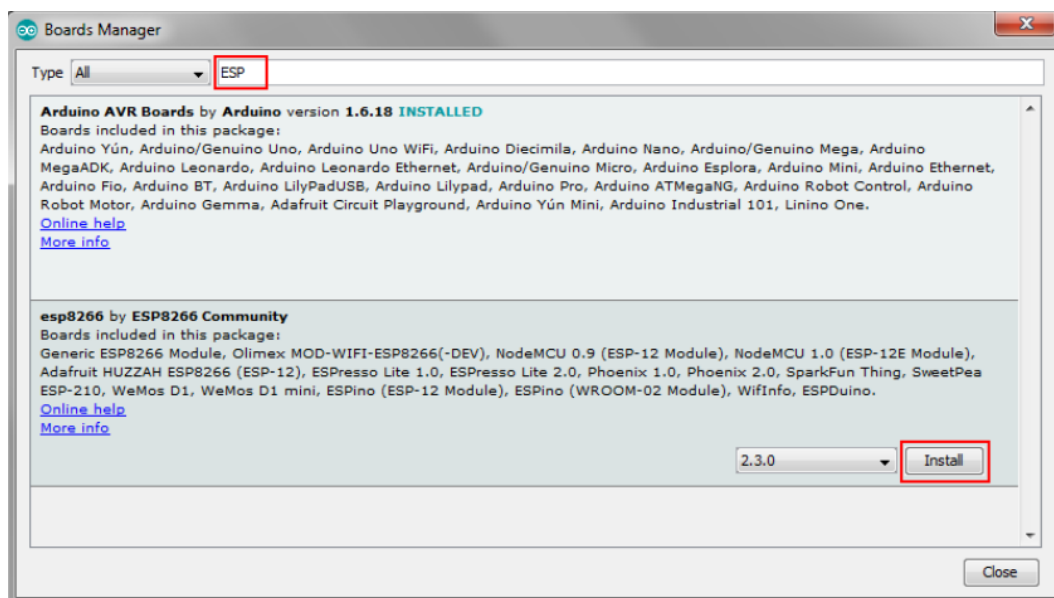 Boards Manager
X
Type All ESP
Arduino AVR Boards by Arduino version 1.6.18 INSTALLED
Boards included in this package:
Arduino Yún, Arduino/Genuino Uno, Arduino Uno WiFi, Arduino Diecimila, Arduino Nano, Arduino/Genuino Mega, Arduino
MegaADK, Arduino Leonardo, Arduino Leonardo Ethernet, Arduino/Genuino Micro, Arduino Esplora, Arduino Mini, Arduino Ethernet,
Arduino Fio, Arduino BT, Arduino LilyPadUSB, Arduino Lilypad, Arduino Pro, Arduino ATMegaNG, Arduino Robot Control, Arduino
Robot Motor, Arduino Gemma, Adafruit Circuit Playground, Arduino Yún Mini, Arduino Industrial 101, Linino One.
Online help
More info
esp8266 by ESP8266 Community
Boards included in this package:
Generic ESP8266 Module, Olimex MOD-WIFI-ESP8266(-DEV), NodeMCU 0.9 (ESP-12 Module), NodeMCU 1.0 (ESP-12E Module),
Adafruit HUZZAH ESP8266 (ESP-12), ESPresso Lite 1.0, ESPresso Lite 2.0, Phoenix 1.0, Phoenix 2.0, SparkFun Thing, SweetPea
ESP-210, WeMos D1, WeMos D1 mini, ESPino (ESP-12 Module), ESPino (WROOM-02 Module), WifInfo, ESPDuino.
Online help
More info
2.3.0 Install
Close